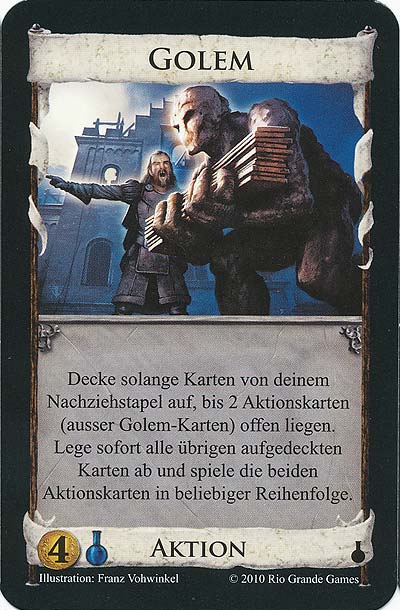 GOLEM
Decke solange Karten von deinem
Nachziehstapel auf, bis 2 Aktionskarten
(ausser Golem-Karten) offen liegen.
Lege sofort alle übrigen aufgedeckten
Karten ab und spiele die beiden
Aktionskarten in beliebiger Reihenfolge.
4 AKTION
Illustration: Franz Vohwinkel © 2010 Rio Grande Games